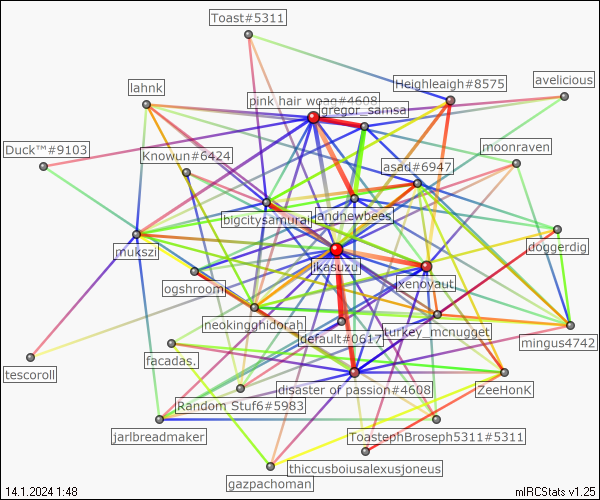 Toast#5311
Heighleaigh#8575
avelicious
lahnk
pink hair woag#4608
gregor_samsa
Duck™#9103
Knowun#6424
moonraven
asad#6947
bigcitysamurai
andnewbees
mukszi
doggerdig
ikasuzu
ogshroom
xenoyaut
neokingghidorah
default#0617
turkey_mcnugget
mingus4742
facadas.
tescoroll
disaster of passion#4608
ZeeHonK
Random Stuf6#5983
jarlbreadmaker
ToastephBroseph5311#5311
thiccusboiusalexusjoneus
gazpachoman
14.1.2024 1:48
mIRCStats v1.25